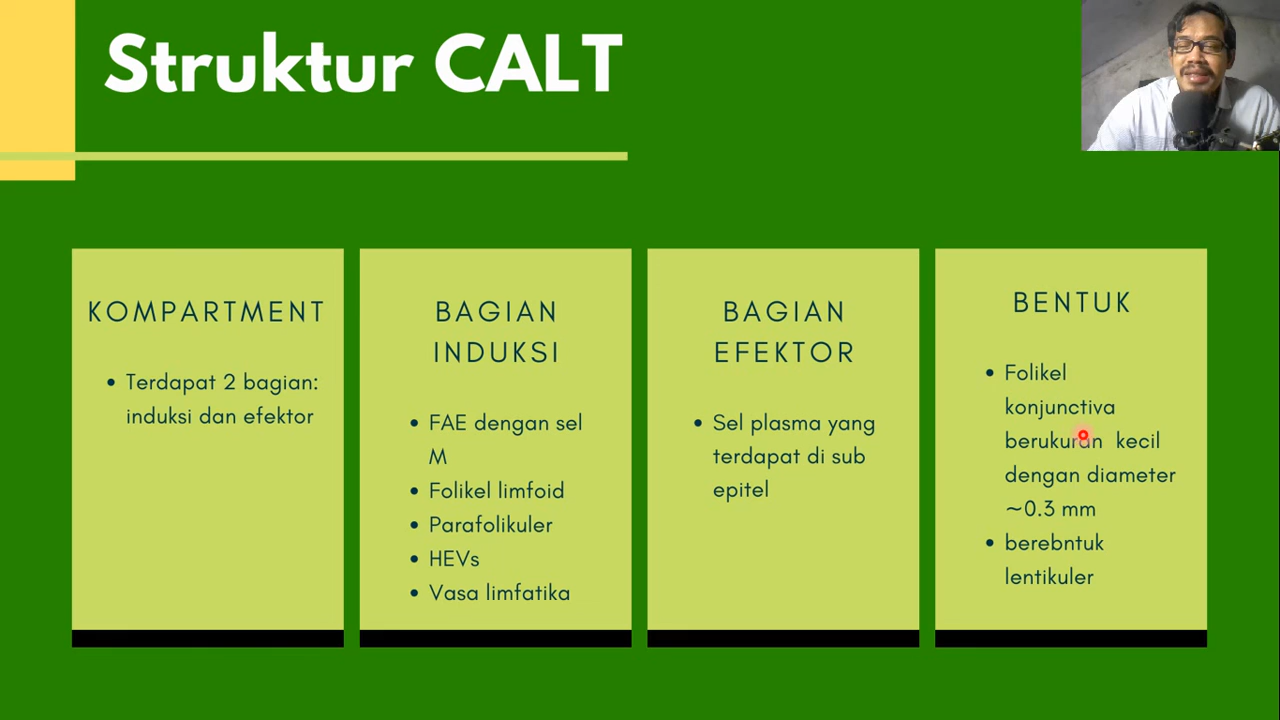 Struktur CALT
KOMPARTMENT
• Terdapat 2 bagian:
induksi dan efektor
BAGIAN
INDUKSI
• FAE dengan sel
M
• Folikel limfoid
• Parafolikuler
• HEVs
• Vasa limfatika
BAGIAN
EFEKTOR
• Sel plasma yang
terdapat di sub
epitel
BENTUK
• Folikel
konjunctiva
berukuran kecil
dengan diameter
~0.3 mm
• berebntuk
lentikuler